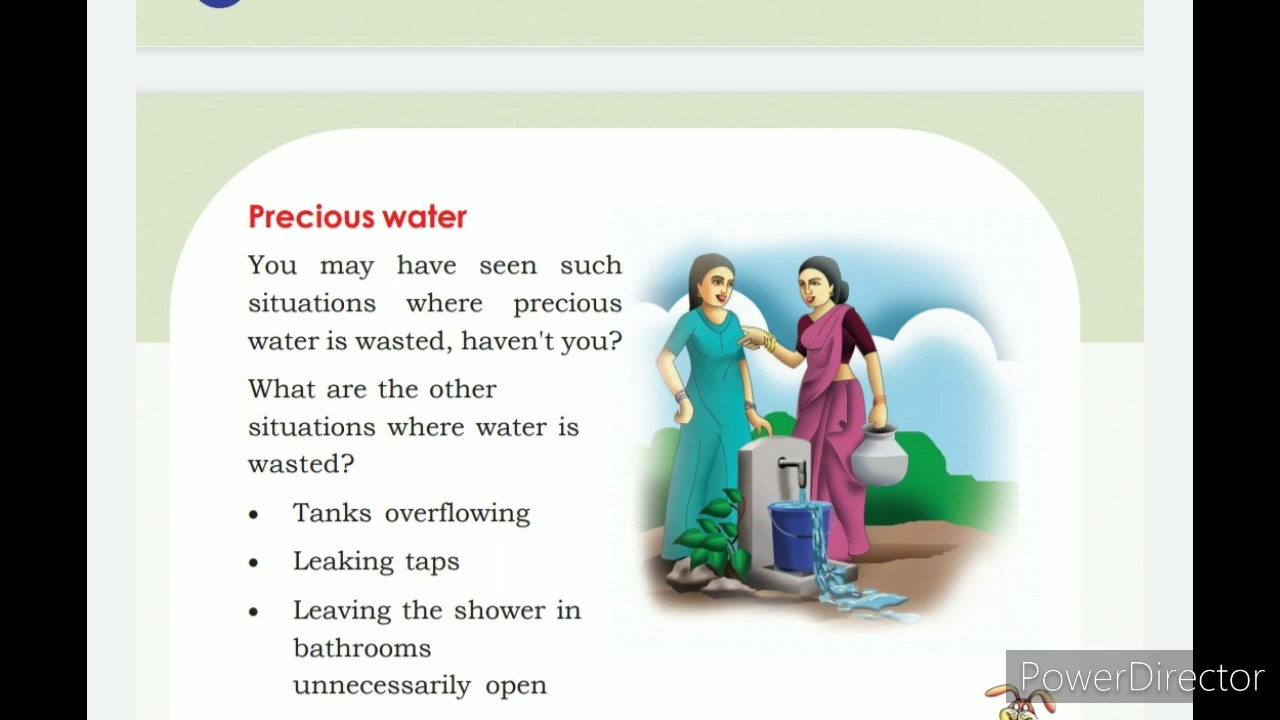 Precious water
You may have seen such
situations where precious
water is wasted, haven't you?
What are the other
situations where water is
wasted?
• Tanks overflowing
• Leaking taps
• Leaving the shower in
bathrooms
unnecessarily open
PowerDirector